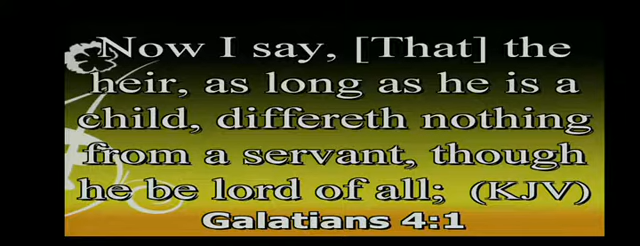 Now I say, [That] the
heir, as long as he is a
child, differeth nothing
from a servant, though
he be lord of all; (KJV)
Galatians 4:1